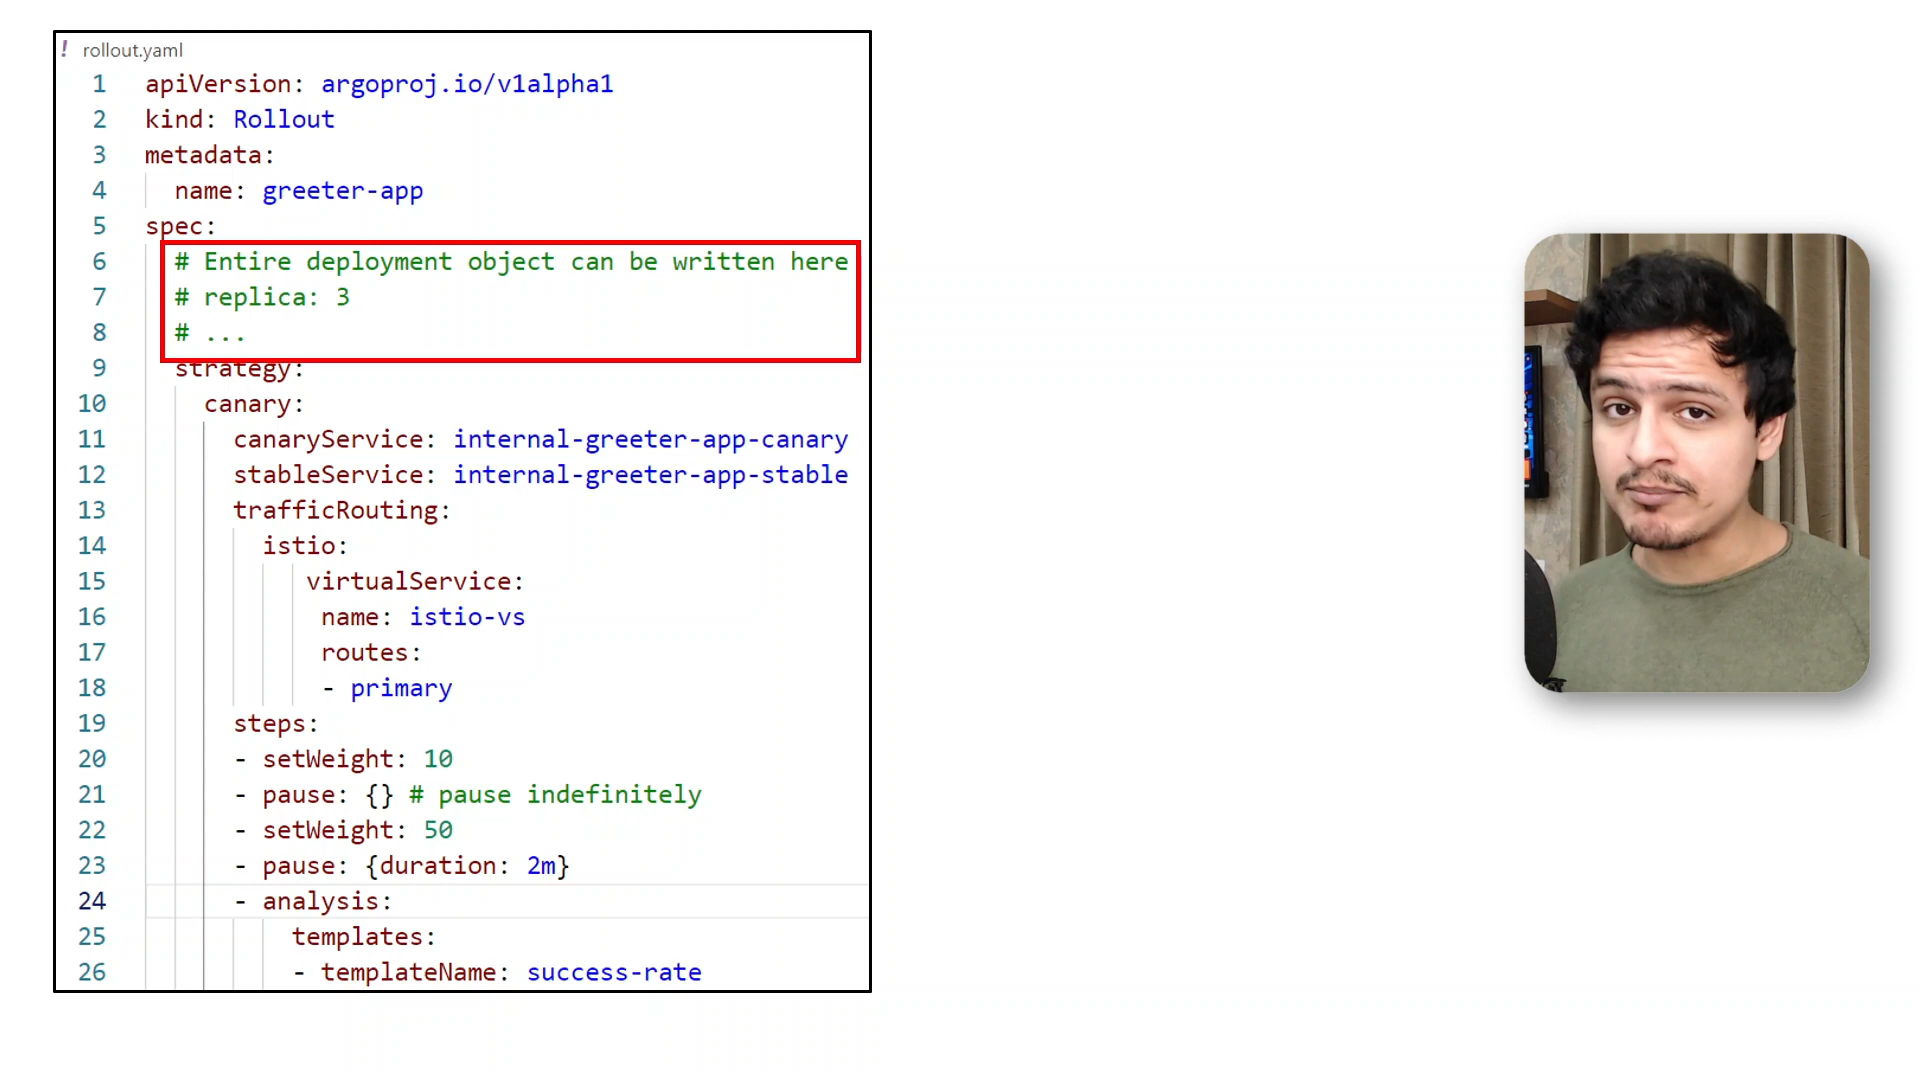 ! rollout.yaml
1 apiVersion: argoproj.io/v1alpha1
2 kind: Rollout
3 metadata:
4 name: greeter-app
5 spec:
6 # Entire deployment object can be written here
7 # replica: 3
8 # ...
9 strategy:
10 canary:
11 canaryService: internal-greeter-app-canary
12 stableService: internal-greeter-app-stable
13 trafficRouting:
14 istio:
15 virtualService:
16 name: istio-vs
17 routes:
18 - primary
19 steps:
20 - setWeight: 10
21 - pause: {} # pause indefinitely
22 - setWeight: 50
23 - pause: {duration: 2m}
24 - analysis:
25 templates:
26 - templateName: success-rate